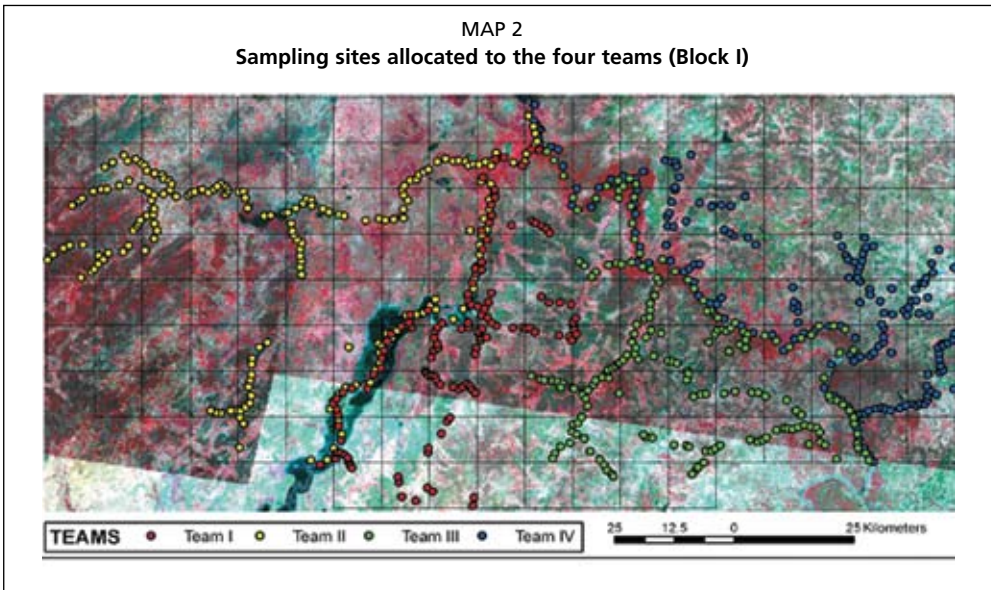 MAP 2
Sampling sites allocated to the four teams (Block I)
TEAMS Team I Team II Team III Team IV
25 12.5 0 25 Kilometers